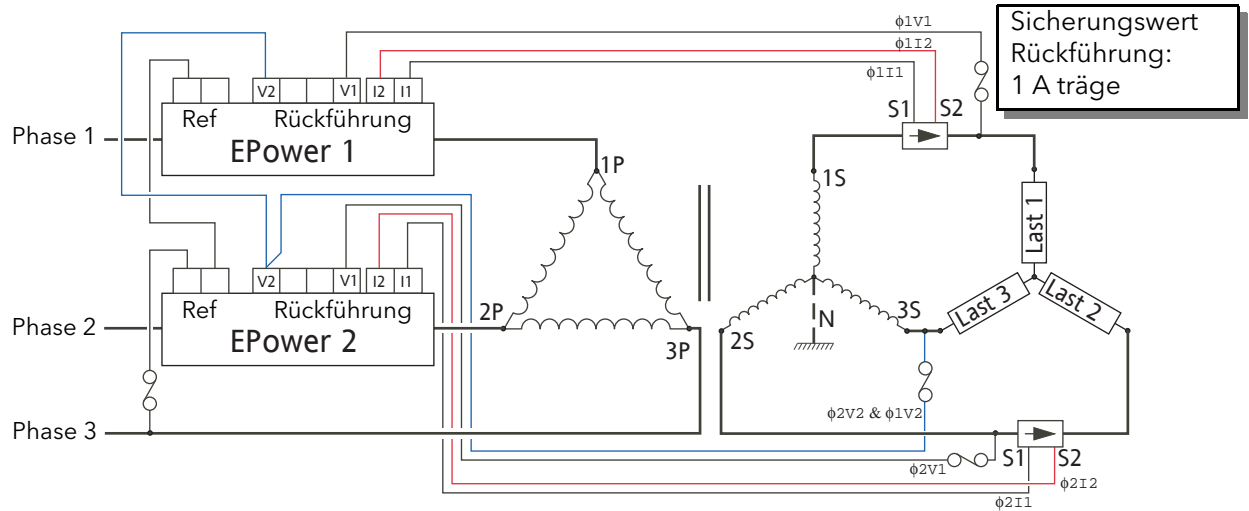 Sicherungswert
Rückführung:
1 A träge
ϕ1V1
ϕ1I2
ϕ1I1
V2
V1
I2
I1
Ref
Rückführung
EPower 1
Phase 1
S1
S2
1P
1S
Last 1
V2
V1
I2
I1
Ref
Rückführung
EPower 2
Phase 2
2P
3P
2S
N
3S
Last 3
Last 2
ϕ2V2 & ϕ1V2
Phase 3
S1
S2
ϕ2V1
ϕ2I2
ϕ2I1